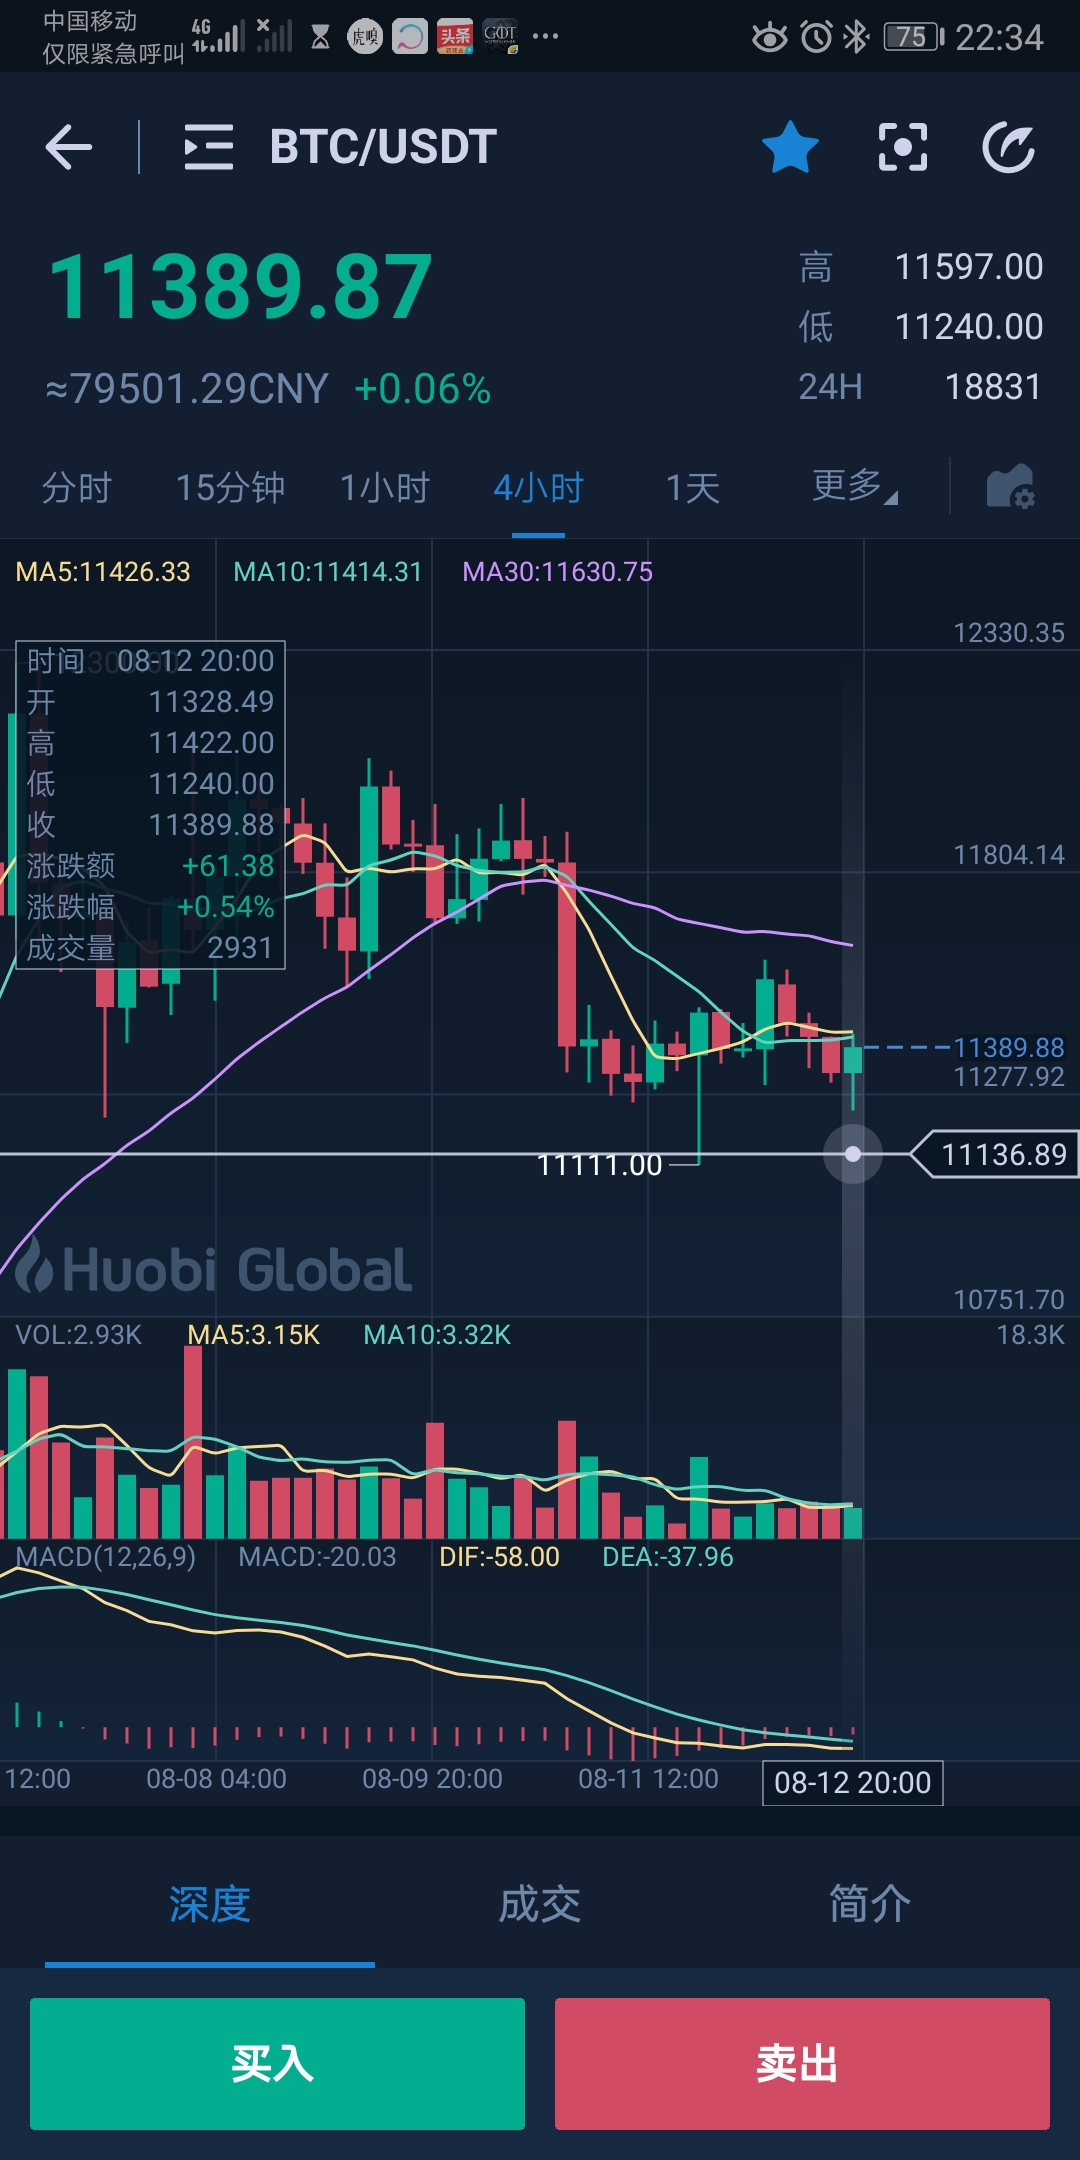 中国移动
仅限紧急呼叫
4G
虎嗅
头条
75
22:34
BTC/USDT
11389.87
高 11597.00
低 11240.00
≈79501.29CNY +0.06%
24H 18831
分时 15分钟 1小时 4小时 1天 更多
MA5:11426.33 MA10:11414.31 MA30:11630.75
12330.35
时间 08-12 20:00
开 11328.49
高 11422.00
低 11240.00
收 11389.88
涨跌额 +61.38
涨跌幅 +0.54%
成交量 2931
11804.14
11389.88
11277.92
11136.89
11111.00
Huobi Global
10751.70
VOL:2.93K MA5:3.15K MA10:3.32K 18.3K
MACD(12,26,9) MACD:-20.03 DIF:-58.00 DEA:-37.96
12:00 08-08 04:00 08-09 20:00 08-11 12:00 08-12 20:00
深度 成交 简介
买入 卖出